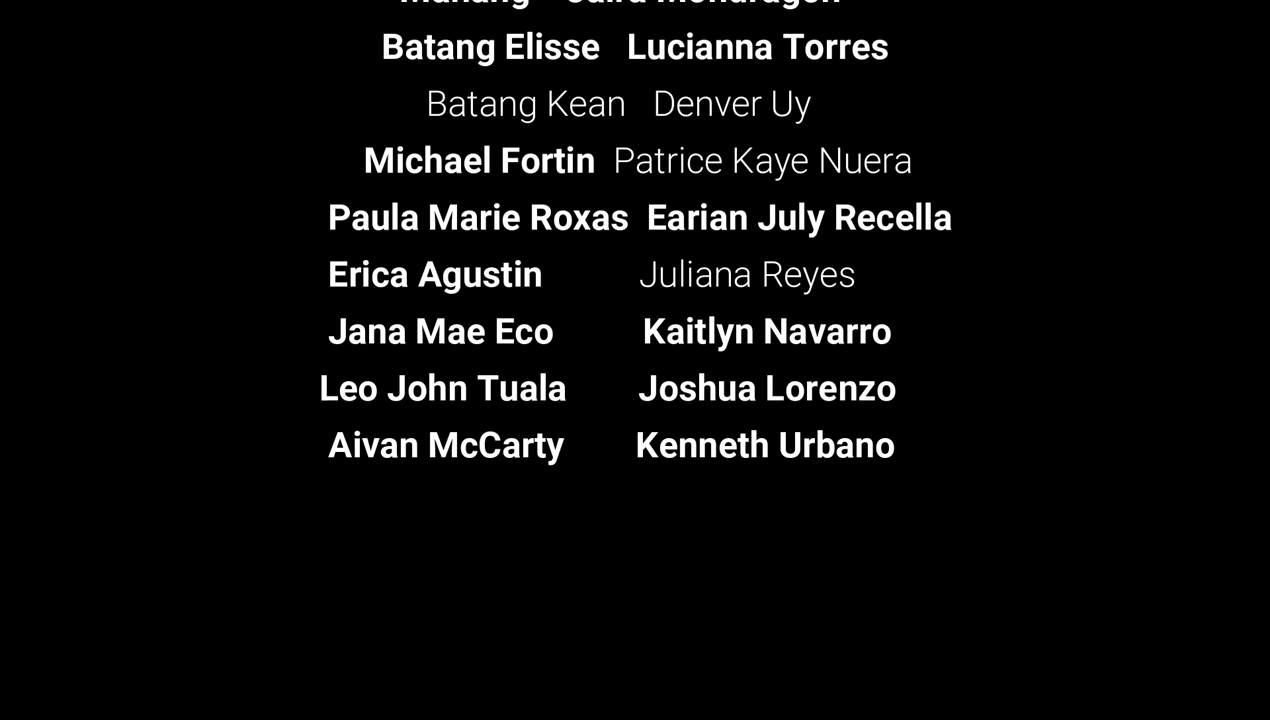 Batang Elisse Lucianna Torres
Batang Kean Denver Uy
Michael Fortin Patrice Kaye Nuera
Paula Marie Roxas Earian July Recella
Erica Agustin Juliana Reyes
Jana Mae Eco Kaitlyn Navarro
Leo John Tuala Joshua Lorenzo
Aivan McCarty Kenneth Urbano